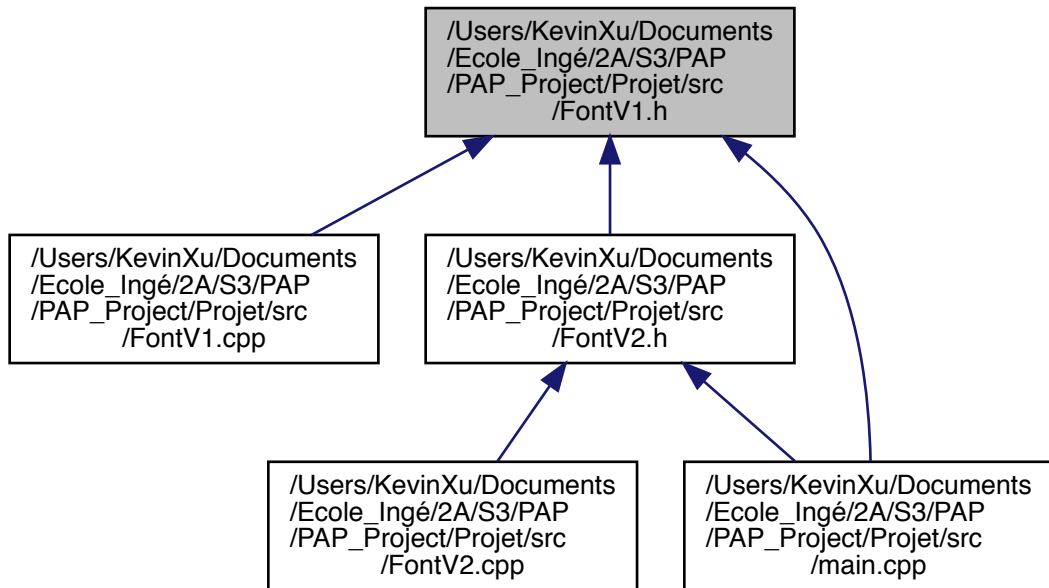 /Users/KevinXu/Documents
/Ecole_Ingé/2A/S3/PAP
/PAP_Project/Projet/src
/FontV1.h
/Users/KevinXu/Documents
/Ecole_Ingé/2A/S3/PAP
/PAP_Project/Projet/src
/FontV1.cpp
/Users/KevinXu/Documents
/Ecole_Ingé/2A/S3/PAP
/PAP_Project/Projet/src
/FontV2.h
/Users/KevinXu/Documents
/Ecole_Ingé/2A/S3/PAP
/PAP_Project/Projet/src
/FontV2.cpp
/Users/KevinXu/Documents
/Ecole_Ingé/2A/S3/PAP
/PAP_Project/Projet/src
/main.cpp